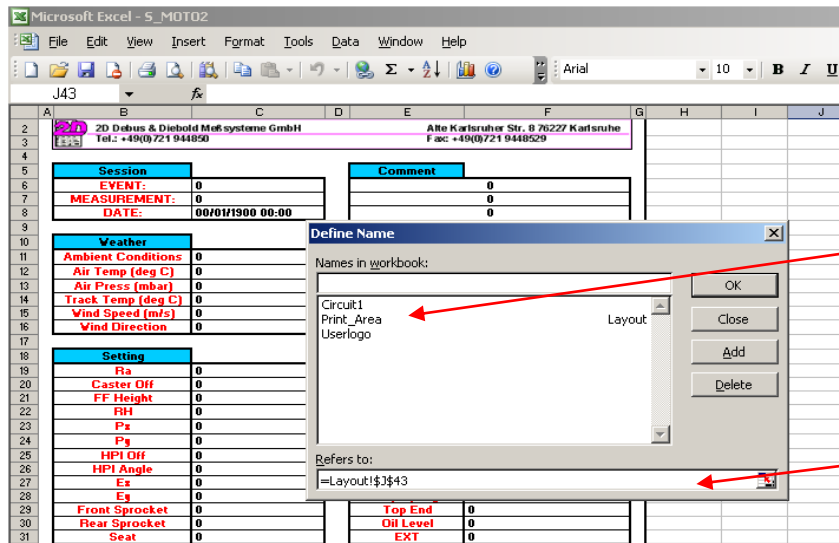 Microsoft Excel - S_MOTO2
File Edit View Insert Format Tools Data Window Help
Arial 10 B I U
J43 fx
A B C D E F G H I J
2 2D 2D Debus & Diebold Meßsysteme GmbH Alte Karlsruher Str. 8 76227 Karlsruhe
3 Tel.: +49(0)721 944850 Fax: +49(0)721 9448529
4
5 Session Comment
6 EVENT: 0 0
7 MEASUREMENT: 0 0
8 DATE: 00/01/1900 00:00 0
9
10 Weather
11 Ambient Conditions 0
12 Air Temp (deg C) 0
13 Air Press (mbar) 0
14 Track Temp (deg C) 0
15 Wind Speed (m/s) 0
16 Wind Direction 0
17
18 Setting
19 Ra 0
20 Caster Off 0
21 FF Height 0
22 RH 0
23 Pz 0
24 Py 0
25 HPI Off 0
26 HPI Angle 0
27 Ez 0
28 Ey 0
29 Front Sprocket 0 Top End 0
30 Rear Sprocket 0 Oil Level 0
31 Seat 0 EXT 0
Define Name
Names in workbook:
OK
Circuit1
Print_Area Layout
Userlogo
Close
Add
Delete
Refers to:
=Layout!$J$43